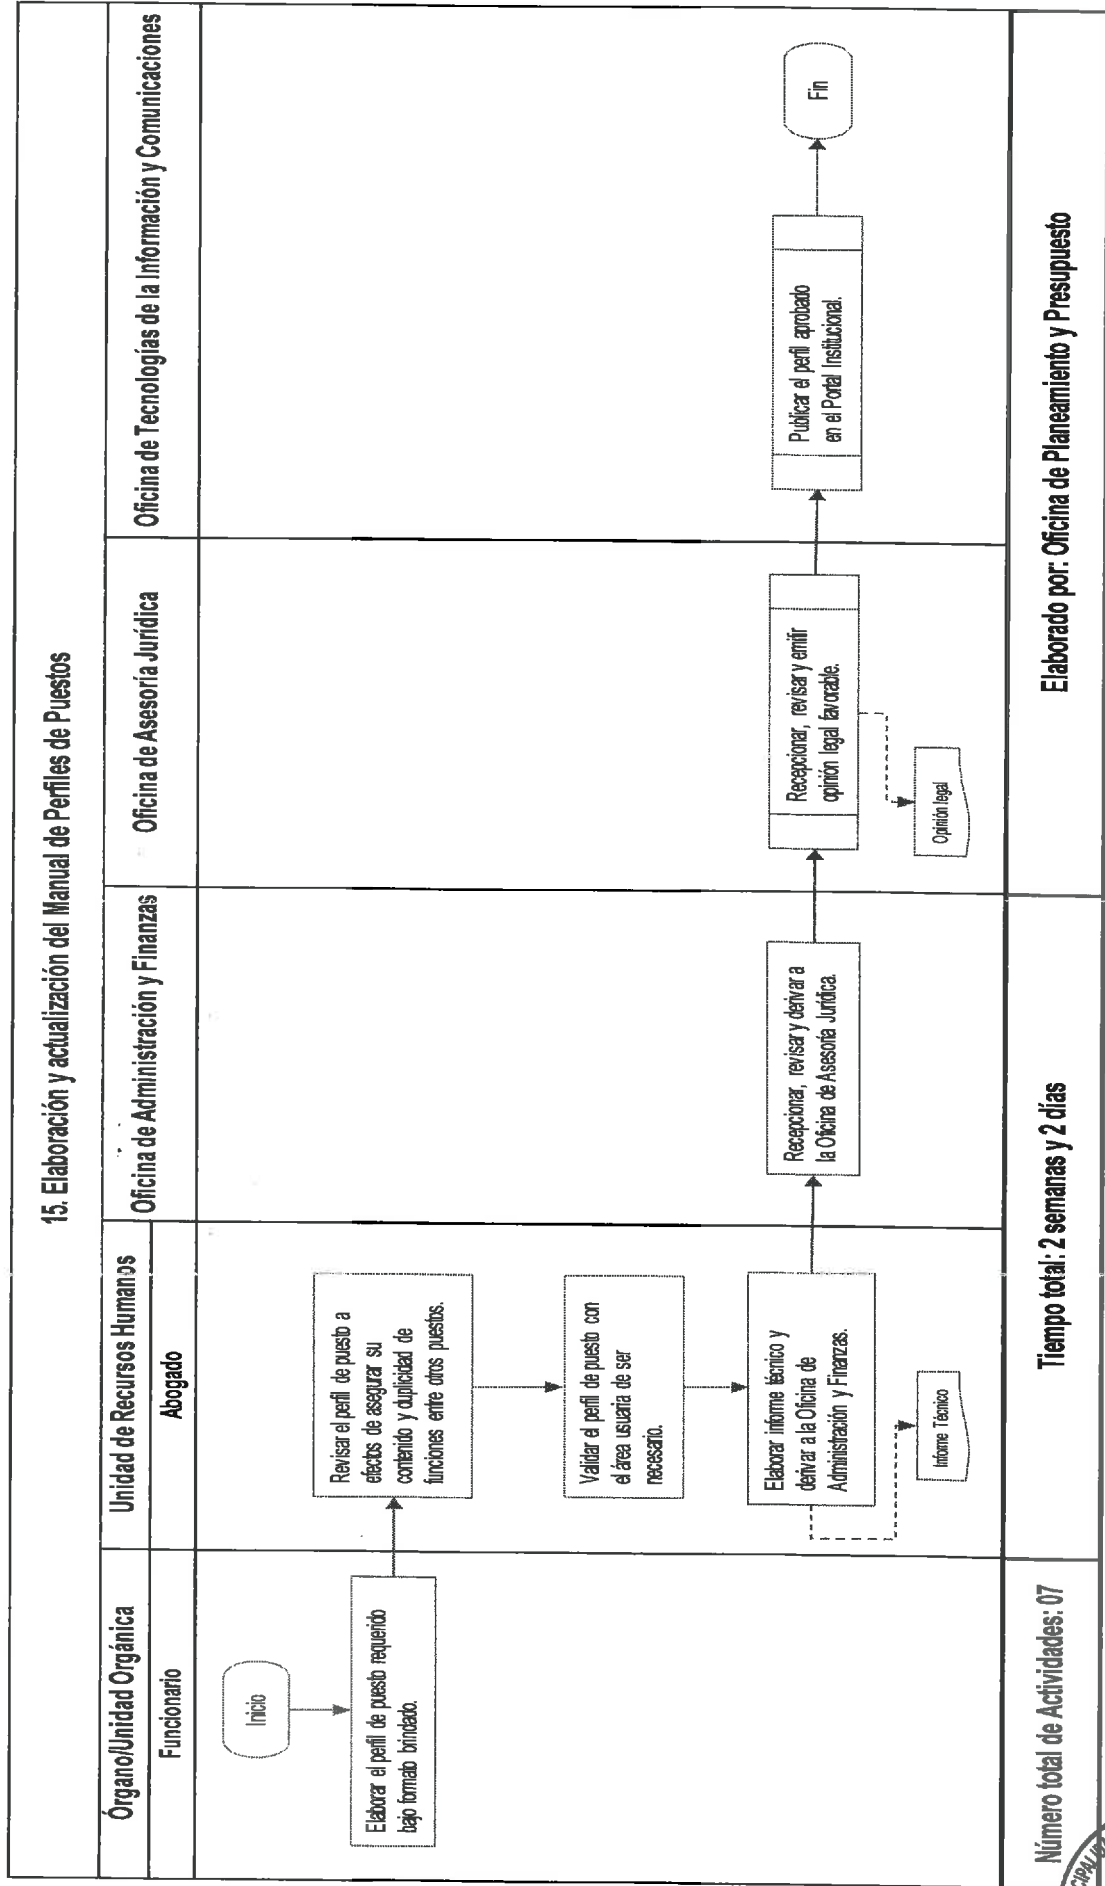 15. Elaboración y actualización del Manual de Perfiles de Puestos
Órgano/Unidad Orgánica
Unidad de Recursos Humanos
Oficina de Administración y Finanzas
Oficina de Asesoría Jurídica
Oficina de Tecnologías de la Información y Comunicaciones
Funcionario
Abogado
Inicio
Elaborar el perfil de puesto requerido
bajo formato brindado.
Revisar el perfil de puesto a
efectos de asegurar su
contenido y duplicidad de
funciones entre otros puestos.
Validar el perfil de puesto con
el área usuaria de ser
necesario.
Elaborar informe técnico y
derivar a la Oficina de
Administración y Finanzas.
Informe Técnico
Recepcionar, revisar y derivar a
la Oficina de Asesoría Jurídica.
Recepcionar, revisar y emitir
opinión legal favorable.
Opinión legal
Publicar el perfil aprobado
en el Portal Institucional.
Fin
Número total de Actividades: 07
Tiempo total: 2 semanas y 2 días
Elaborado por: Oficina de Planeamiento y Presupuesto